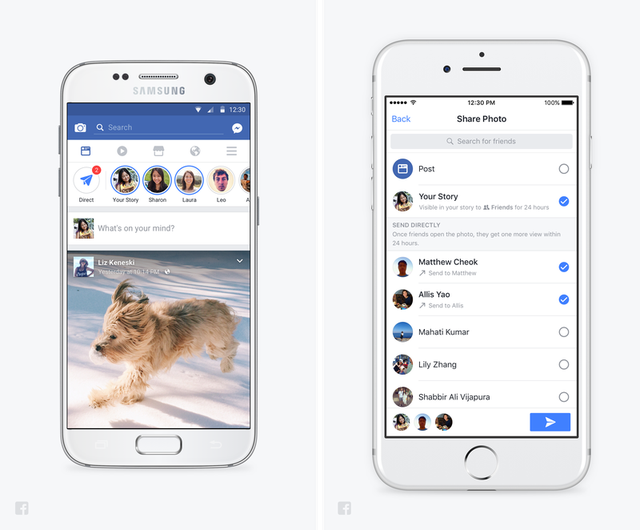 SAMSUNG
12:30
Search
2
Direct
Your Story
Sharon
Laura
Leo
What's on your mind?
Liz Keneski
Yesterday at 10:14 PM
12:30 PM
100%
Back
Share Photo
Search for friends
Post
Your Story
Visible in your story to Friends for 24 hours
SEND DIRECTLY
Once friends open the photo, they get one more view within
24 hours.
Matthew Cheok
Send to Matthew
Allis Yao
Send to Allis
Mahati Kumar
Lily Zhang
Shabbir Ali Vijapura